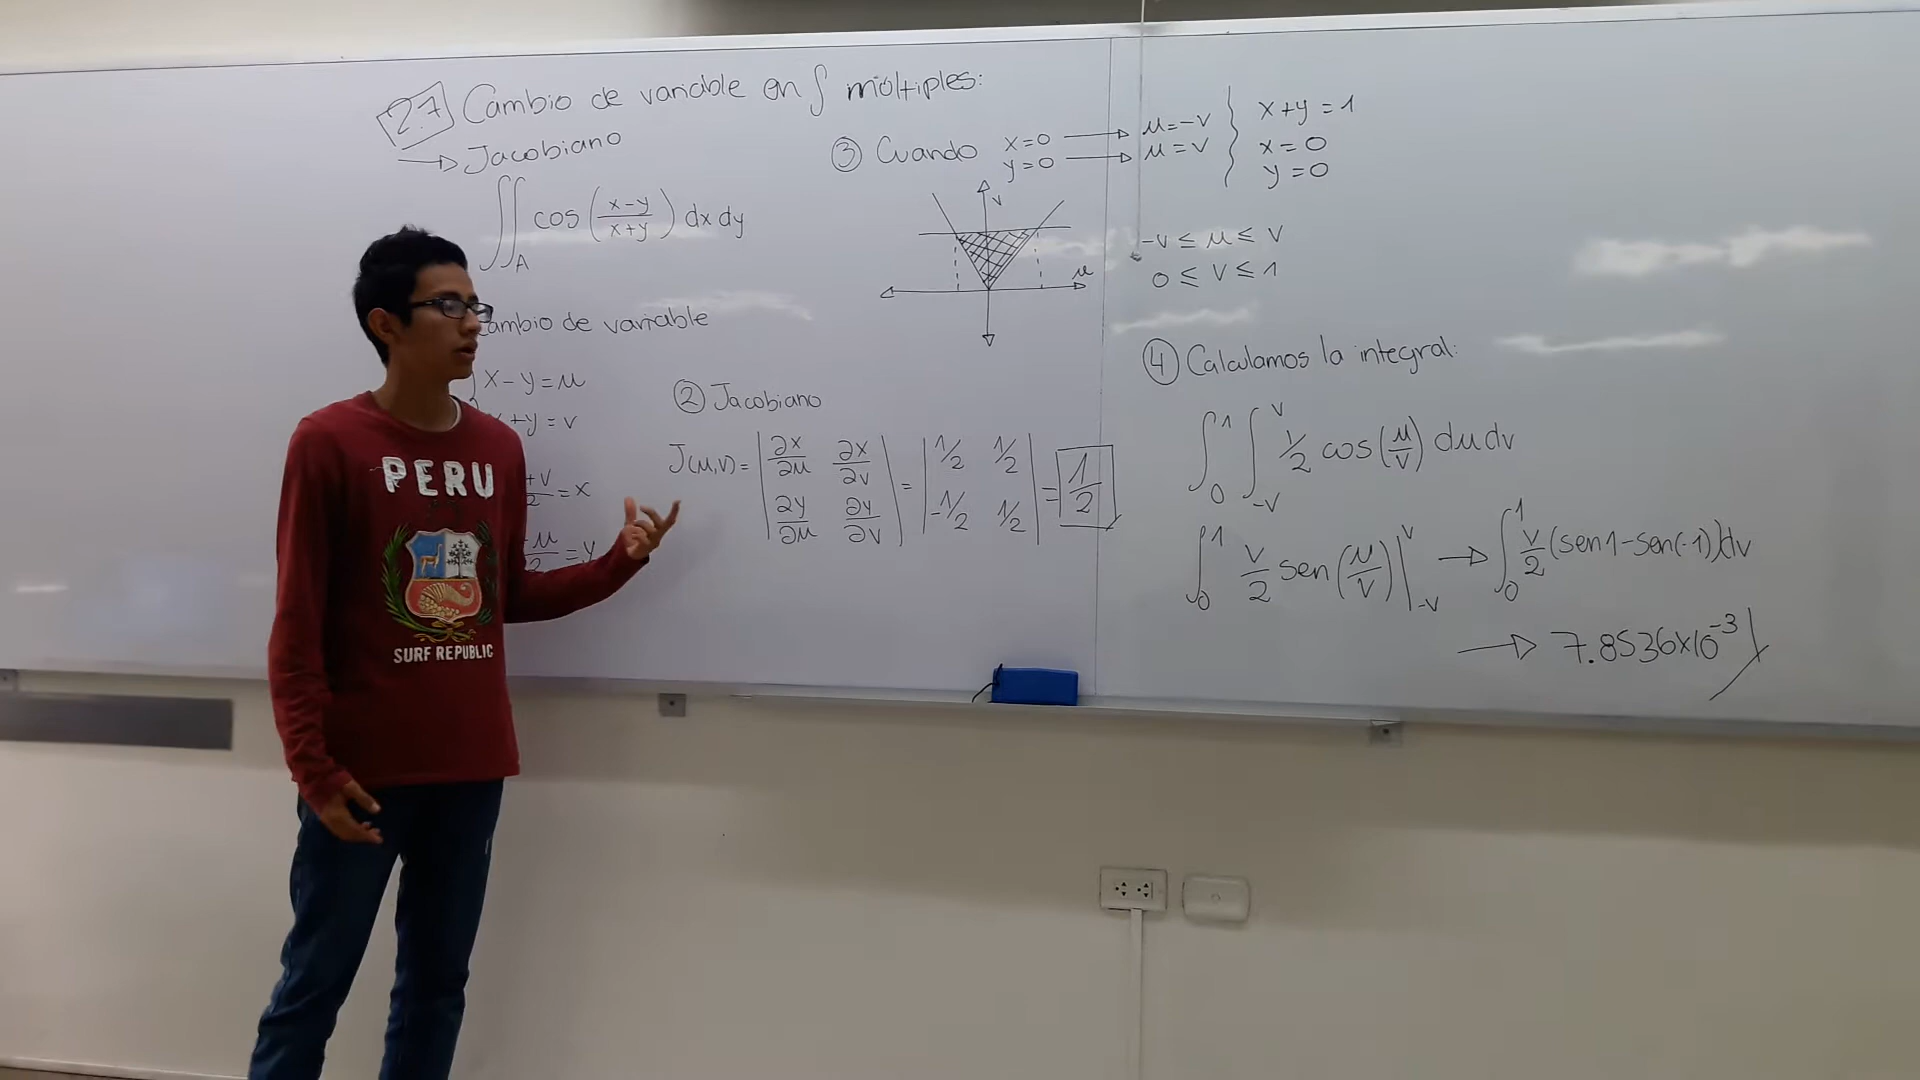 2.7 Cambio de variable en ∫ múltiples:
→ Jacobiano
∬_A cos((x-y)/(x+y)) dx dy
Cambio de variable
x-y=μ
x+y=v
+v/2=x
-μ/2=y
② Jacobiano
J(μ,v)= |∂x/∂μ ∂x/∂v; ∂y/∂μ ∂y/∂v| = |1/2 1/2; -1/2 1/2| = 1/2
③ Cuando x=0 → μ=-v
y=0 → μ=v
x+y=1
x=0
y=0
v
μ
-v ≤ μ ≤ v
0 ≤ v ≤ 1
④ Calculamos la integral:
∫_0^1 ∫_{-v}^v 1/2 cos(μ/v) dμ dv
∫_0^1 v/2 sen(μ/v)|_{-v}^v → ∫_0^1 v/2 (sen1-sen(-1))dv
→ 7.8536x10^-3
PERU
SURF REPUBLIC